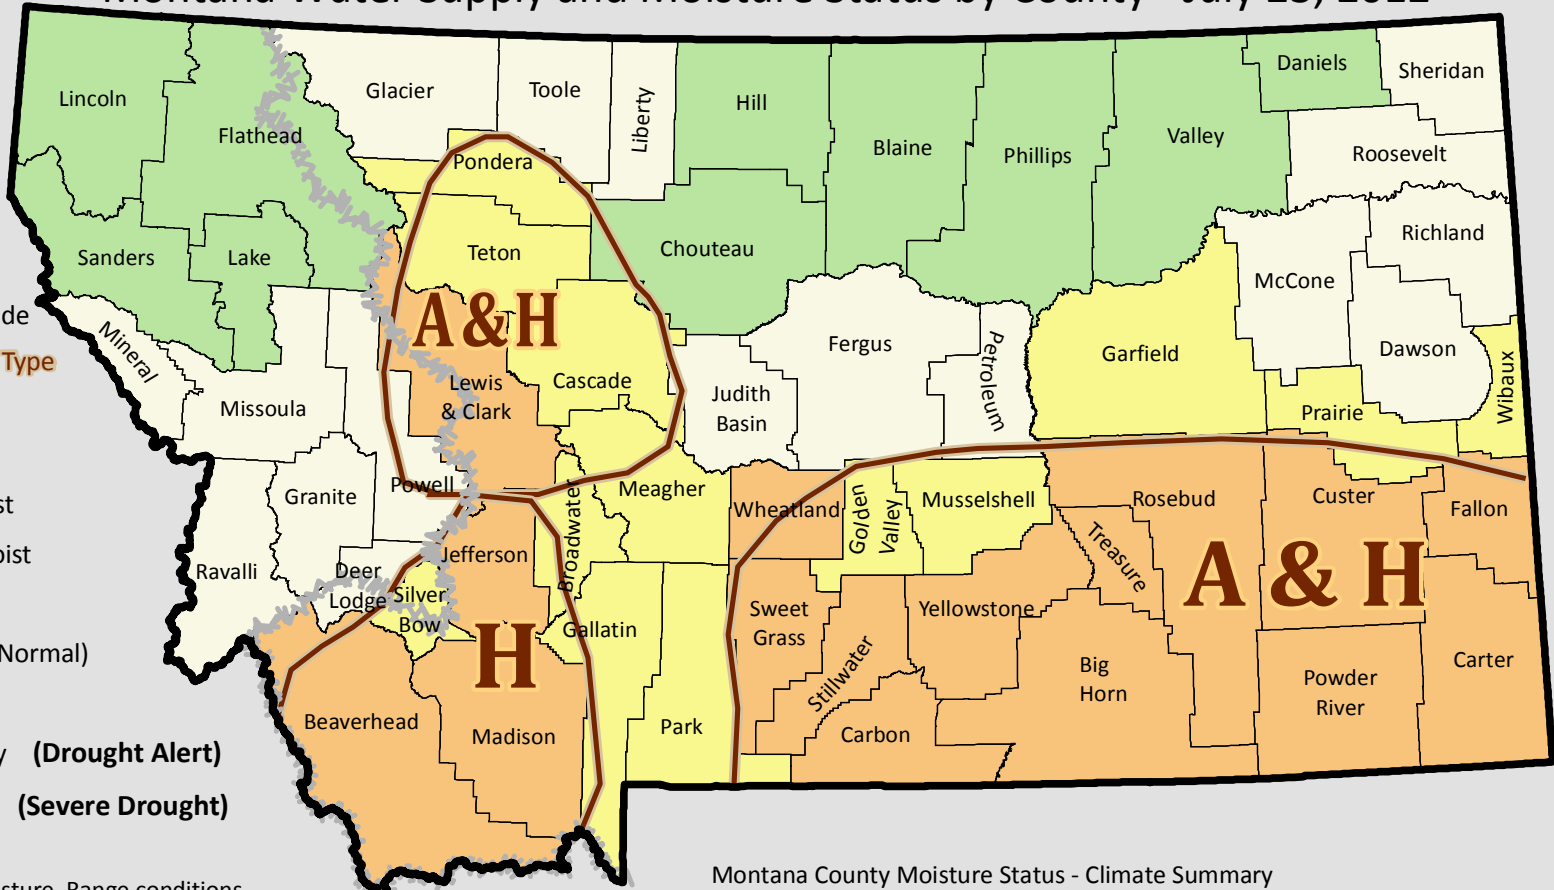 Montana Water Supply and Moisture Status by County - July 13, 2012
Daniels
Sheridan
Lincoln
Glacier
Toole
Liberty
Hill
Flathead
Blaine
Phillips
Valley
Roosevelt
Pondera
Sanders
Lake
Teton
Chouteau
Richland
McCone
de
Type
A & H
Mineral
Fergus
Petroleum
Garfield
Dawson
Wibaux
Missoula
Lewis
& Clark
Cascade
Judith
Basin
Prairie
Powell
Granite
Meagher
Wheatland
Golden
Valley
Musselshell
Rosebud
Custer
Fallon
st
oist
Ravalli
Deer
Lodge
Silver
Bow
Jefferson
Broadwater
Treasure
A & H
Sweet
Grass
Yellowstone
Gallatin
H
Stillwater
Big
Horn
Powder
River
Carter
Normal)
Beaverhead
Madison
Park
Carbon
y (Drought Alert)
(Severe Drought)
Montana County Moisture Status - Climate Summary
sture, Range conditions